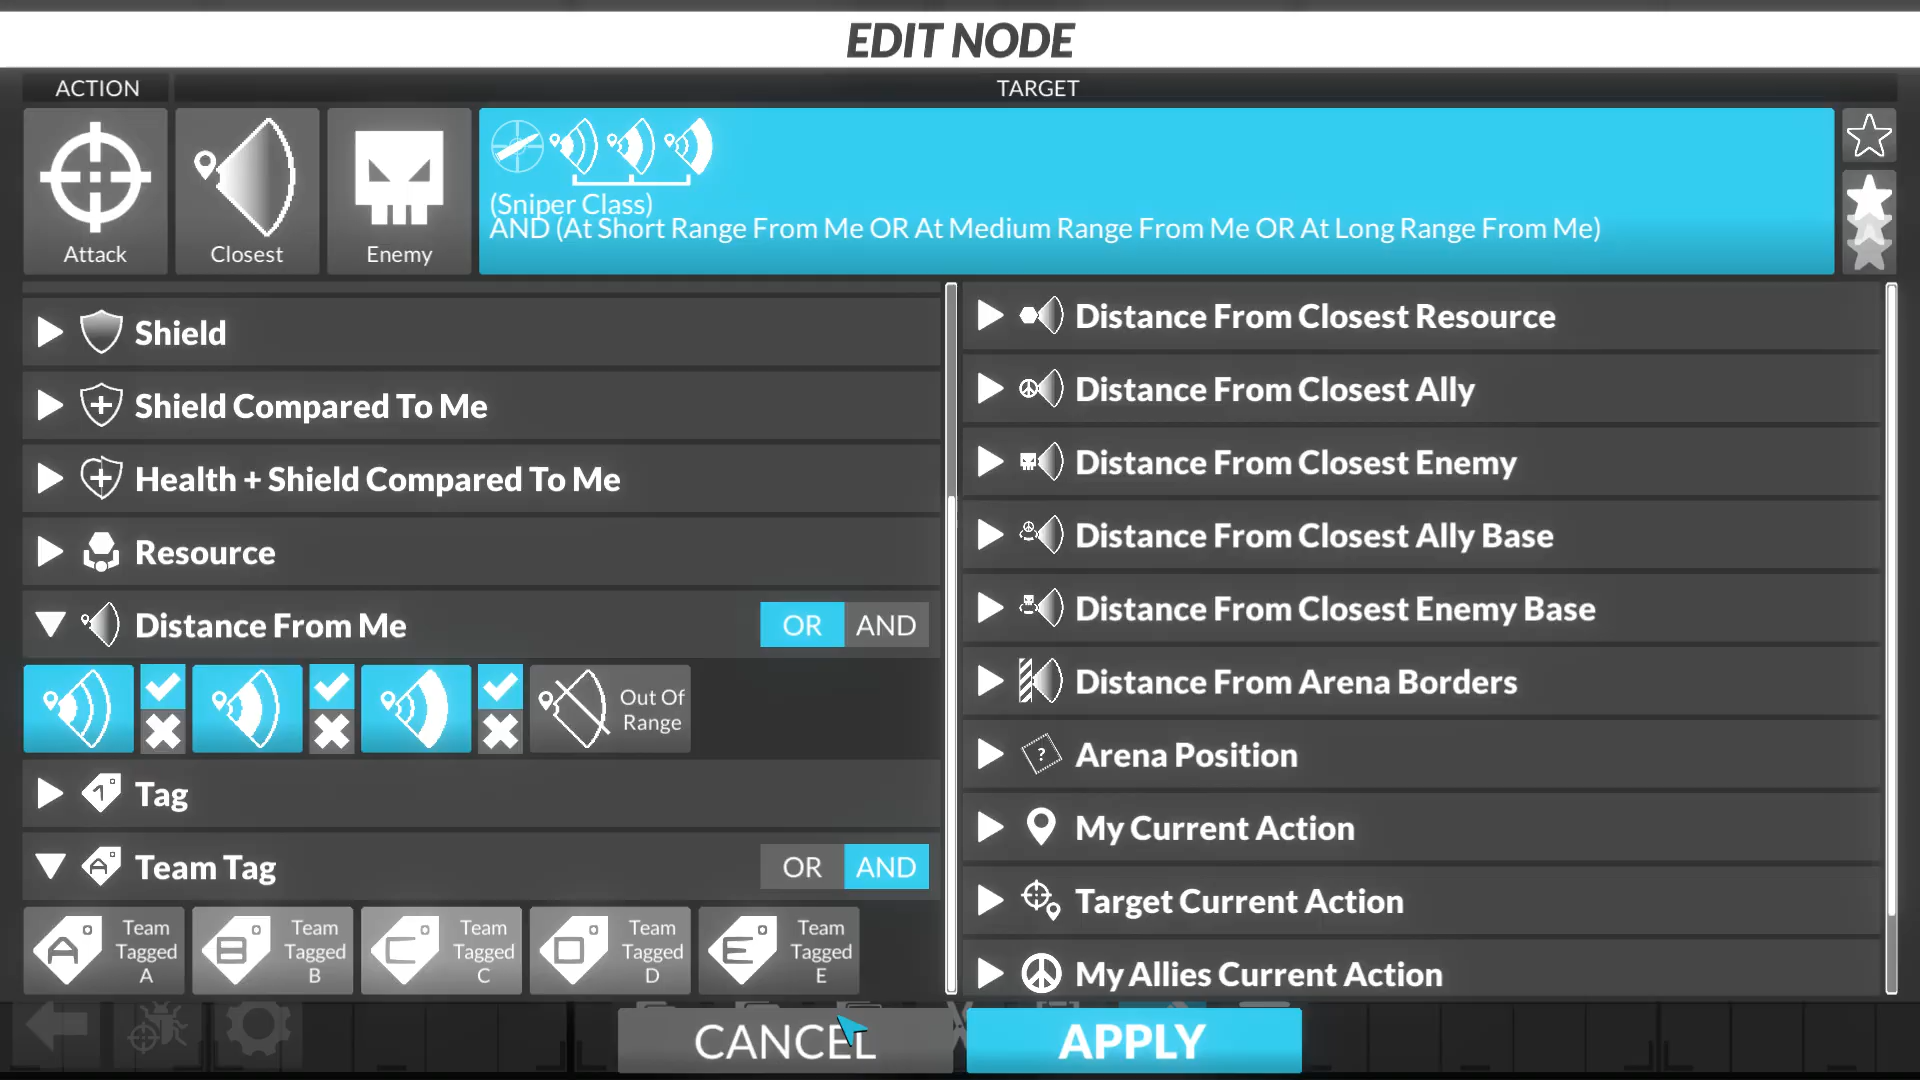 EDIT NODE
ACTION
TARGET
Attack
Closest
Enemy
(Sniper Class)
AND (At Short Range From Me OR At Medium Range From Me OR At Long Range From Me)
Shield
Shield Compared To Me
Health + Shield Compared To Me
Resource
Distance From Me
OR
AND
Out Of
Range
1
Tag
A
Team Tag
OR
AND
A
Team
Tagged
A
B
Team
Tagged
B
C
Team
Tagged
C
D
Team
Tagged
D
E
Team
Tagged
E
Distance From Closest Resource
Distance From Closest Ally
Distance From Closest Enemy
Distance From Closest Ally Base
Distance From Closest Enemy Base
Distance From Arena Borders
?
Arena Position
My Current Action
Target Current Action
My Allies Current Action
CANCEL
APPLY